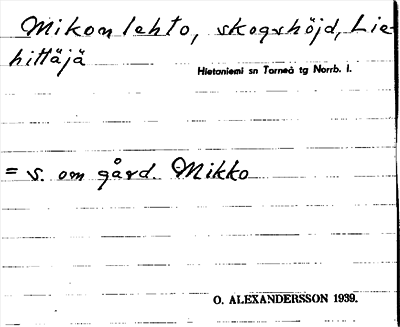 Mikonlehto, skogshöjd, Lie-
hittäjä
Hietaniemi sn Torneå tg Norrb. l.
= s. om gård. Mikko
O. ALEXANDERSSON 1939.